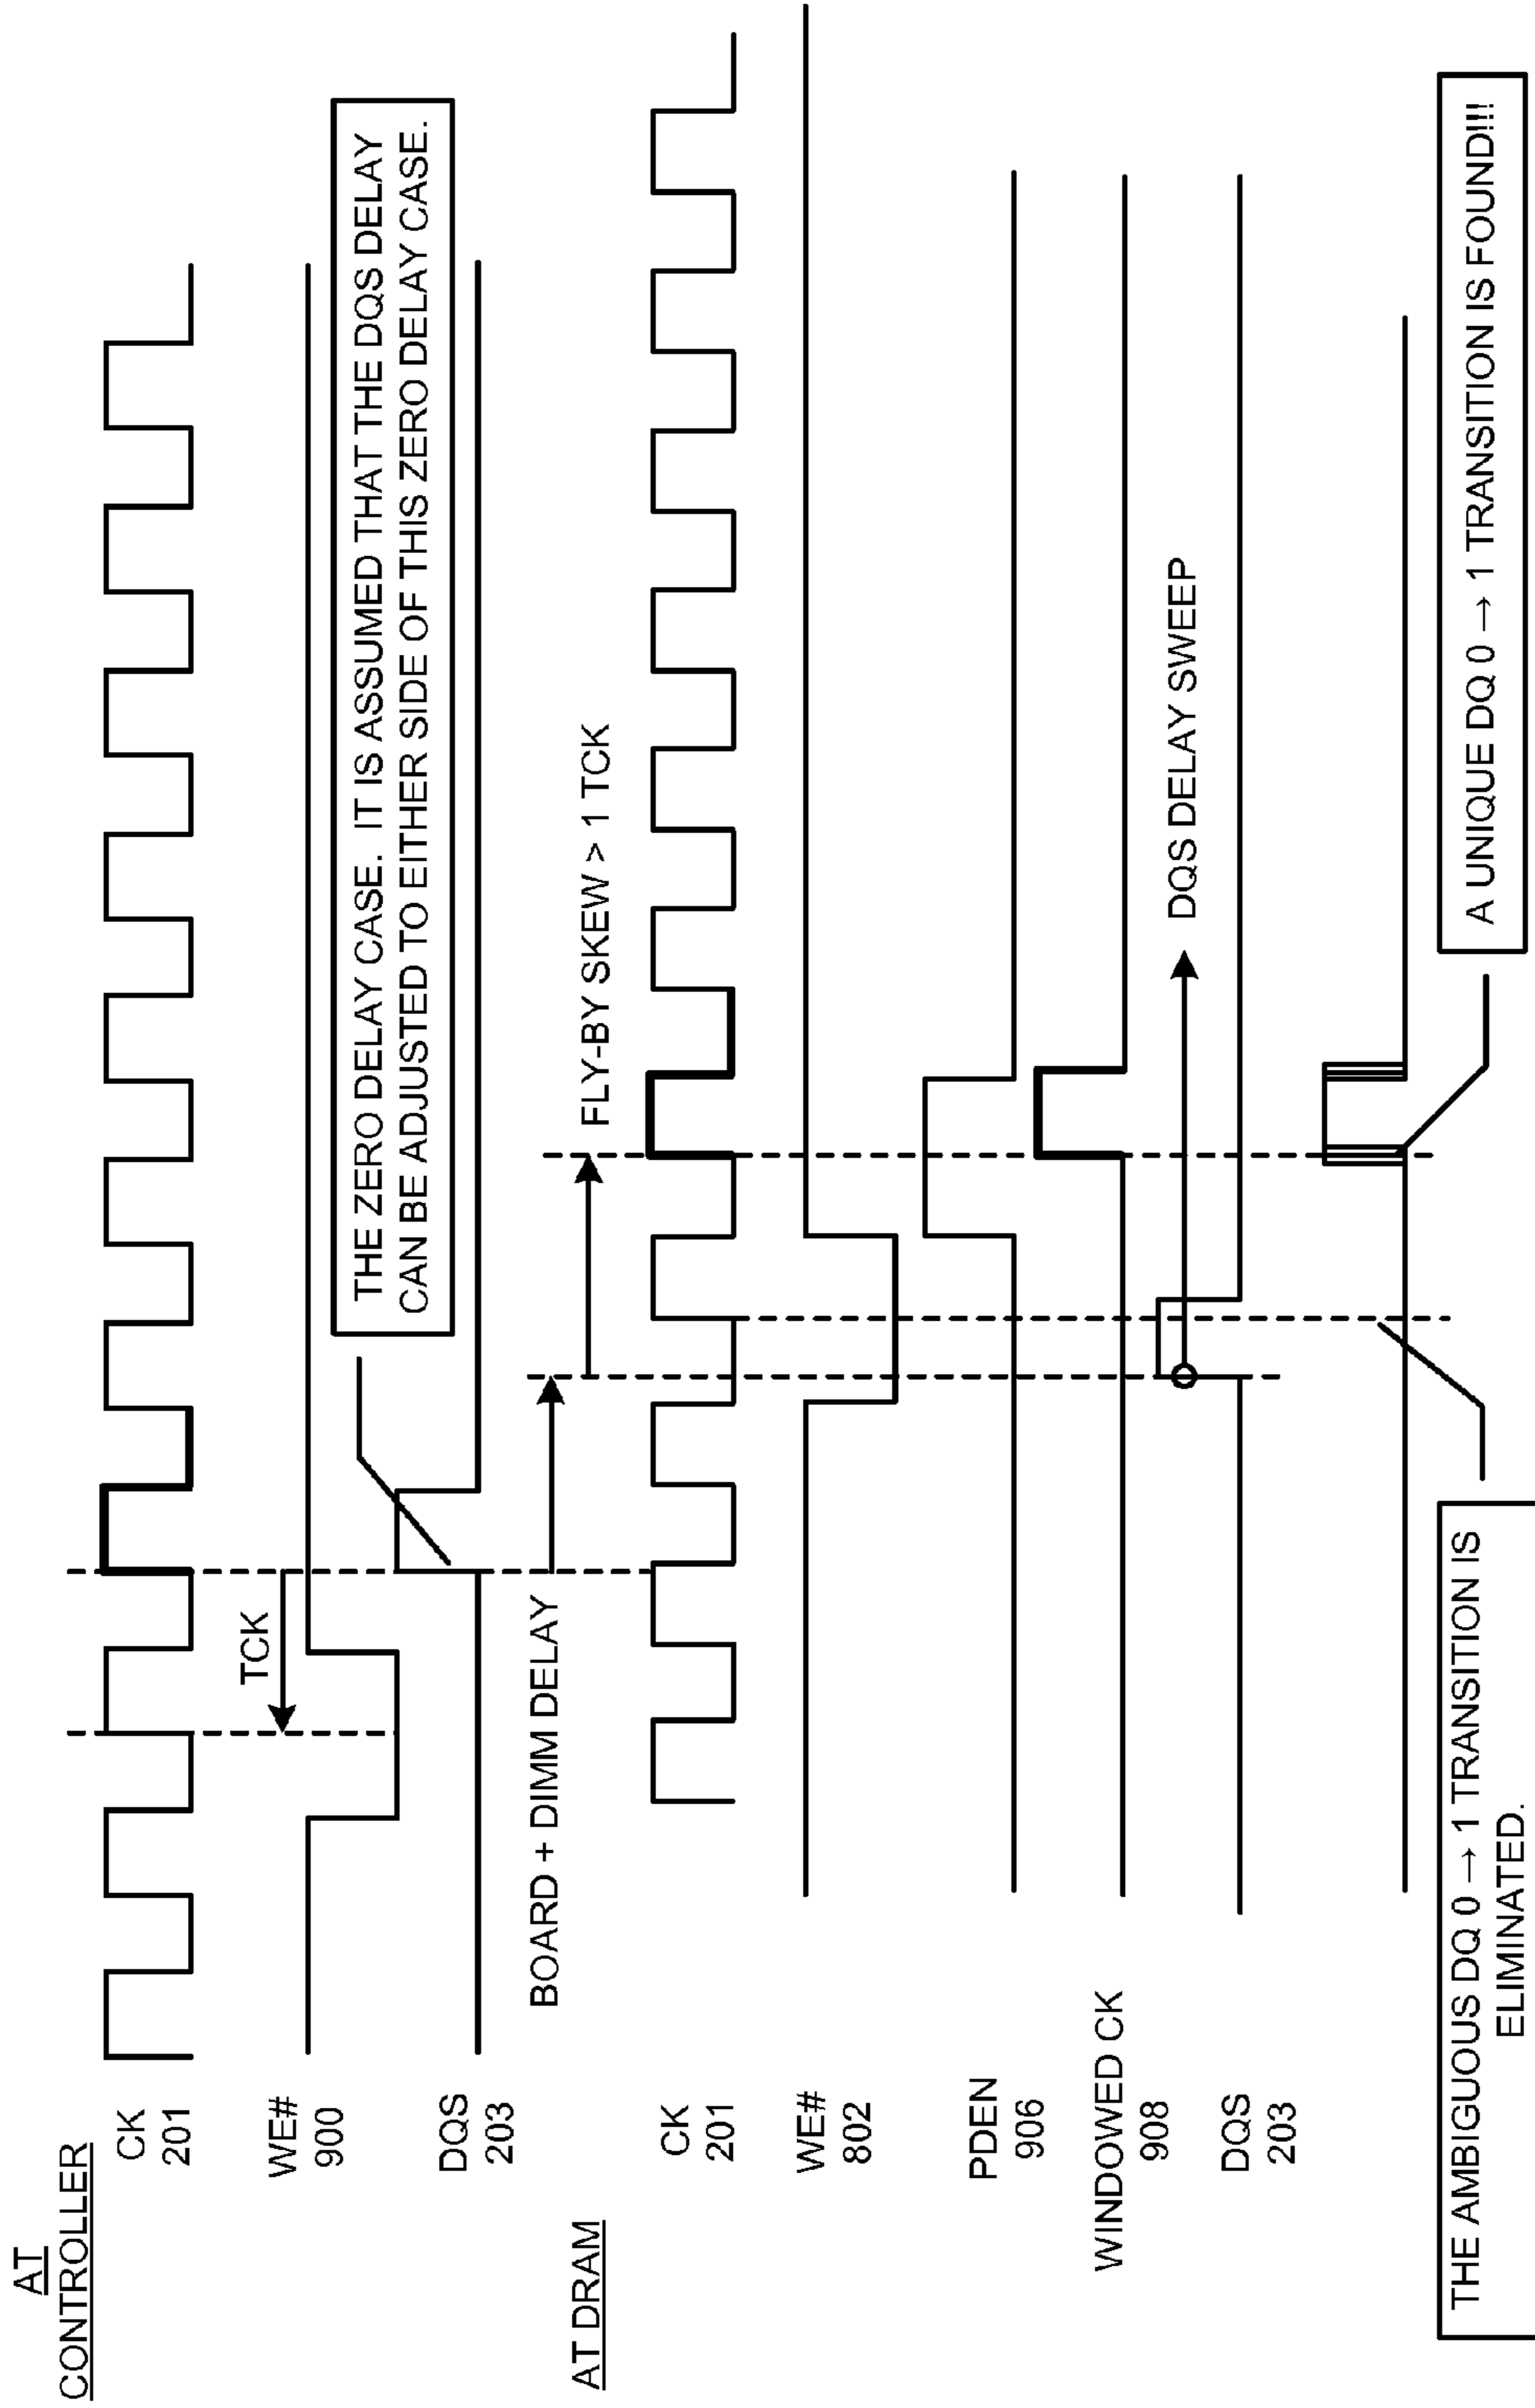 AT
CONTROLLER
CK
201
TCK
WE#
900
THE ZERO DELAY CASE. IT IS ASSUMED THAT THE DQS DELAY
CAN BE ADJUSTED TO EITHER SIDE OF THIS ZERO DELAY CASE.
DQS
203
BOARD + DIMM DELAY
FLY-BY SKEW > 1 TCK
AT DRAM
CK
201
WE#
802
PDEN
906
WINDOWED CK
908
DQS DELAY SWEEP
DQS
203
THE AMBIGUOUS DQ 0 → 1 TRANSITION IS
ELIMINATED.
A UNIQUE DQ 0 → 1 TRANSITION IS FOUND!!!